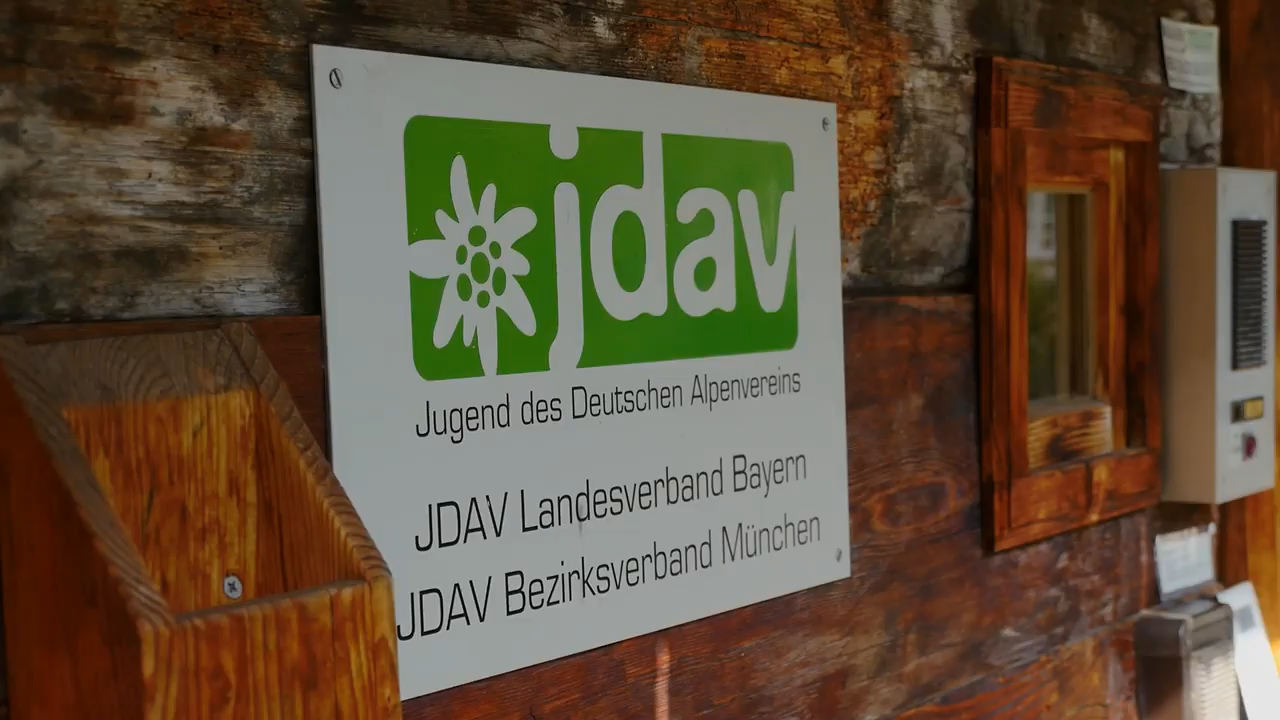 jdav
Jugend des Deutschen Alpenvereins
JDAV Landesverband Bayern
JDAV Bezirksverband München